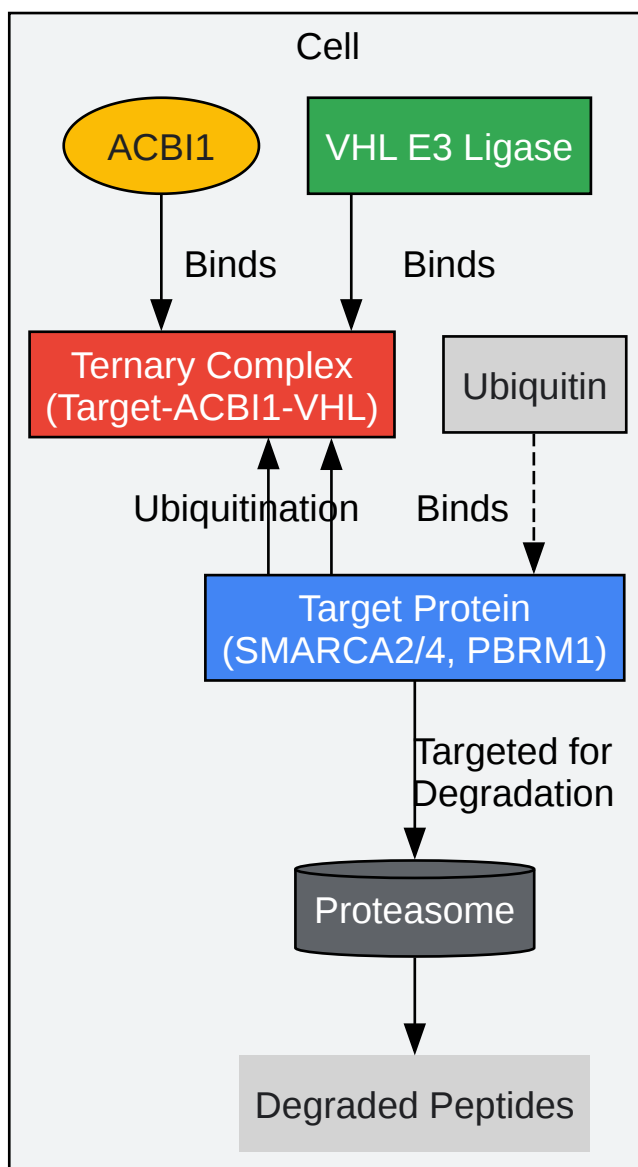 Cell
ACBI1
VHL E3 Ligase
Binds
Binds
Ternary Complex
(Target-ACBI1-VHL)
Ubiquitin
Ubiquitination
Binds
Target Protein
(SMARCA2/4, PBRM1)
Targeted for
Degradation
Proteasome
Degraded Peptides